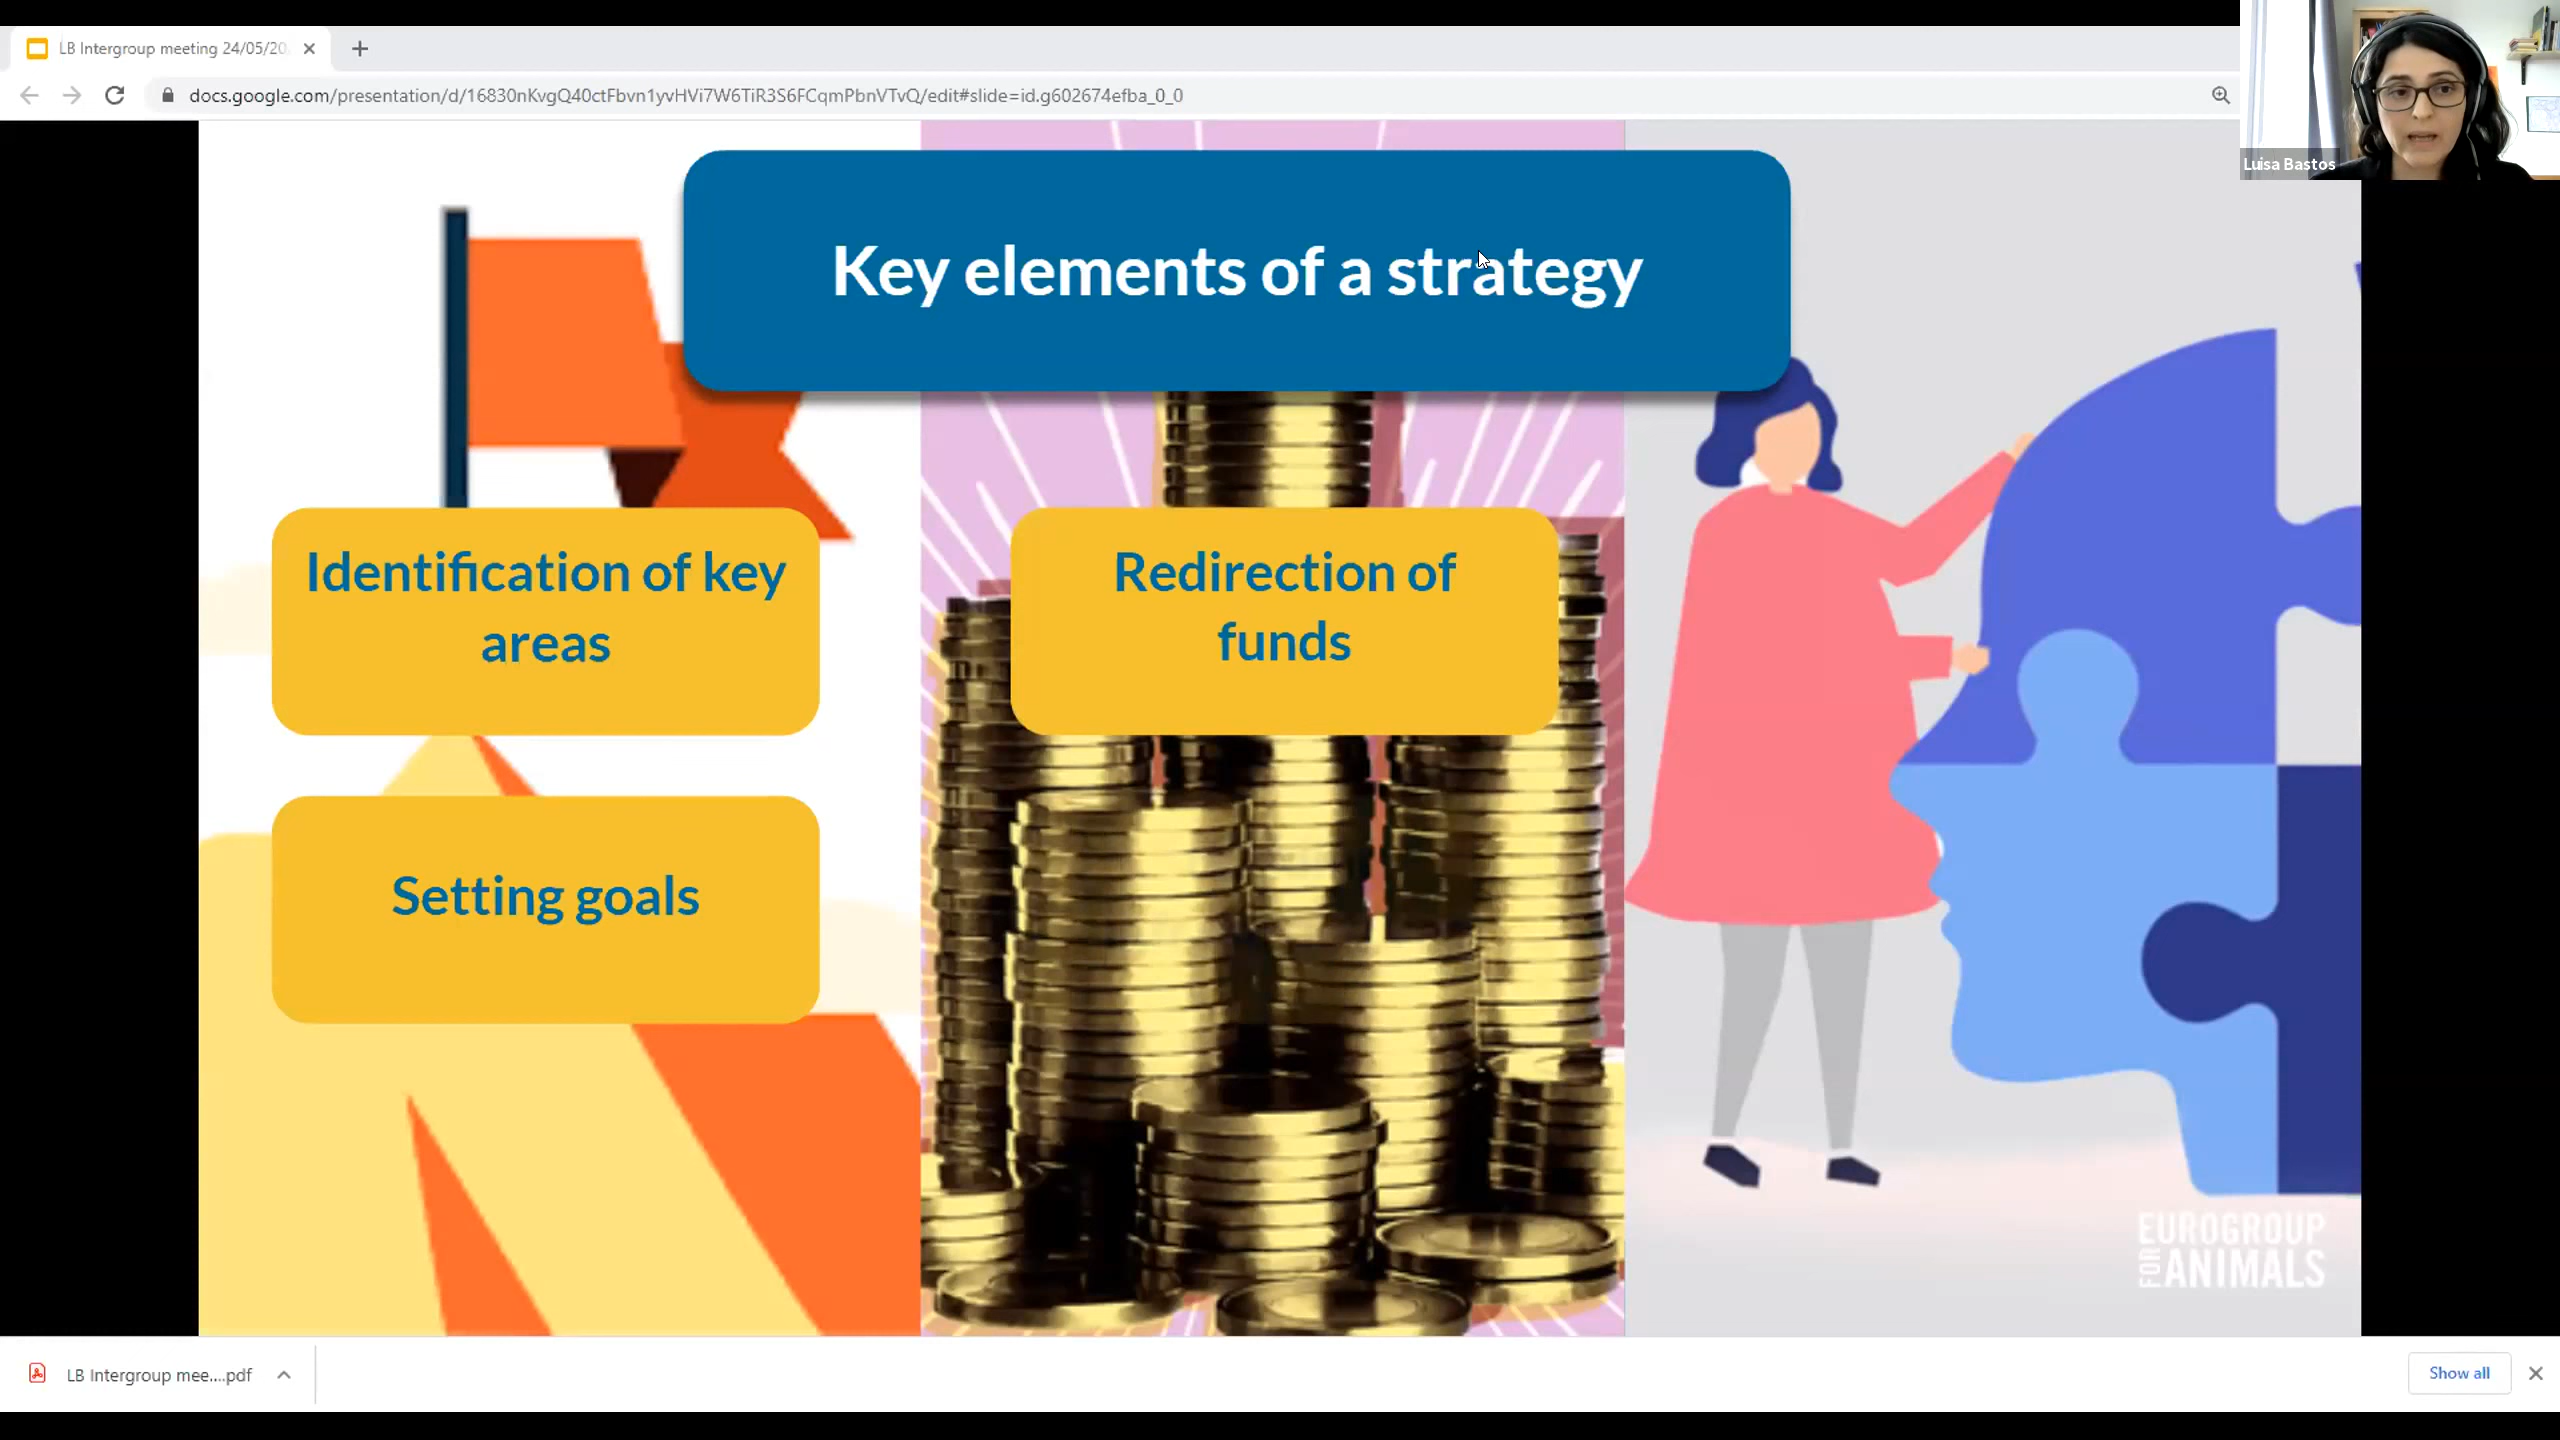 LB Intergroup meeting 24/05/20
docs.google.com/presentation/d/16830nKvgQ40ctFbvn1yvHVi7W6TiR3S6FCqmPbnVTvQ/edit#slide=id.g602674efba_0_0
Luisa Bastos
Key elements of a strategy
Identification of key
areas
Redirection of
funds
Setting goals
EUROGROUP
FOR ANIMALS
LB Intergroup mee....pdf
Show all